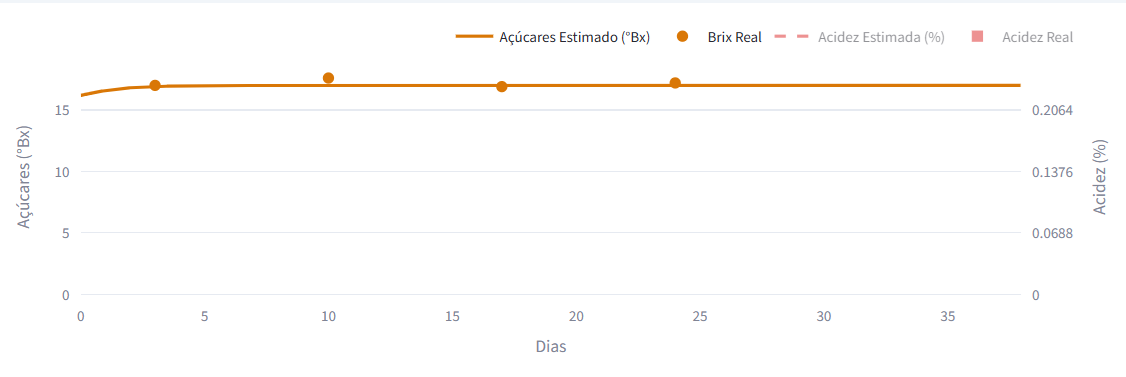 Açúcares Estimado (°Bx) Brix Real Acidez Estimada (%) Acidez Real
Açúcares (°Bx)
15
10
5
0
0.2064
0.1376
0.0688
0
Acidez (%)
0 5 10 15 20 25 30 35
Dias